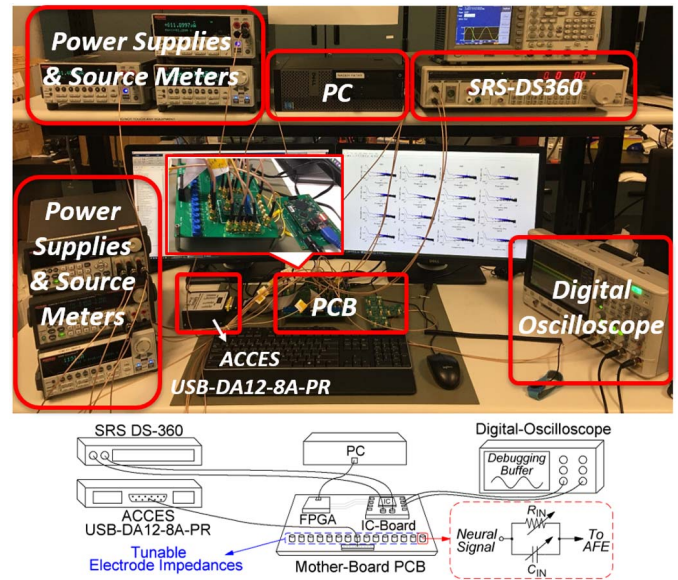 Power Supplies
& Source Meters
PC
SRS-DS360
Power
Supplies
& Source
Meters
PCB
Digital
Oscilloscope
ACCES
USB-DA12-8A-PR
SRS DS-360
PC
Digital-Oscilloscope
Debugging
Buffer
ACCES
USB-DA12-8A-PR
FPGA
IC
IC-Board
Tunable
Electrode Impedances
Mother-Board PCB
Neural
Signal
RIN
CIN
To
AFE